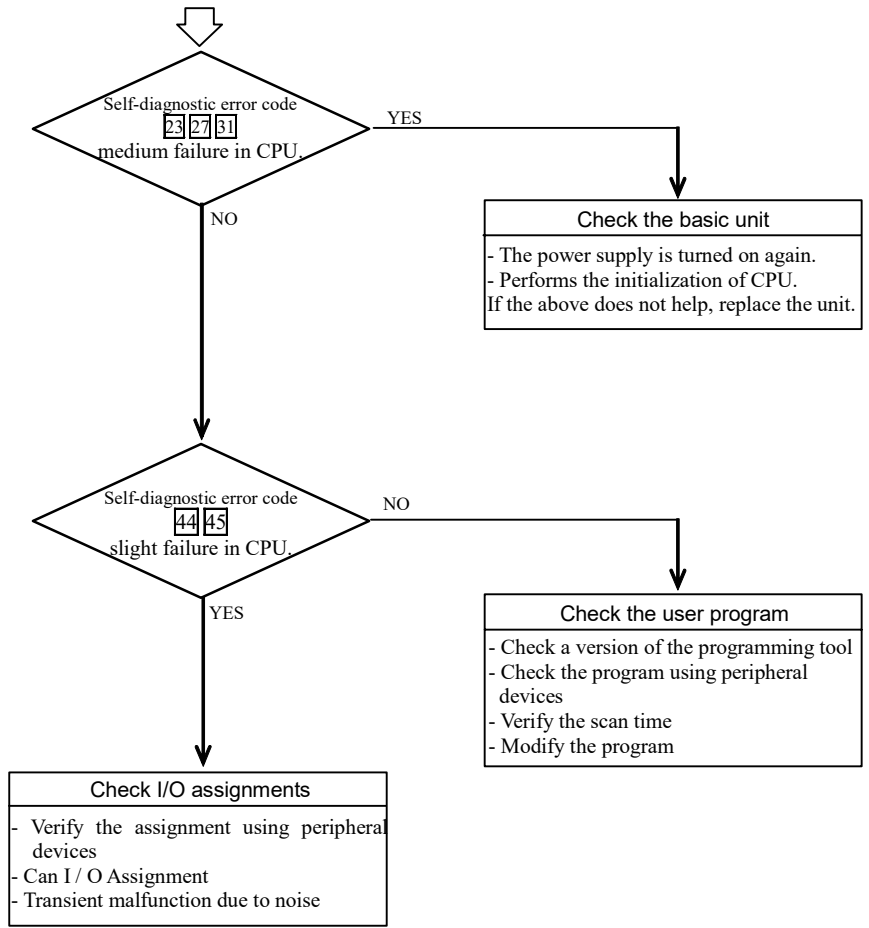 Self-diagnostic error code
23 27 31
medium failure in CPU.
YES
NO
Check the basic unit
- The power supply is turned on again.
- Performs the initialization of CPU.
If the above does not help, replace the unit.
Self-diagnostic error code
44 45
slight failure in CPU.
NO
YES
Check the user program
- Check a version of the programming tool
- Check the program using peripheral
devices
- Verify the scan time
- Modify the program
Check I/O assignments
- Verify the assignment using peripheral
devices
- Can I / O Assignment
- Transient malfunction due to noise